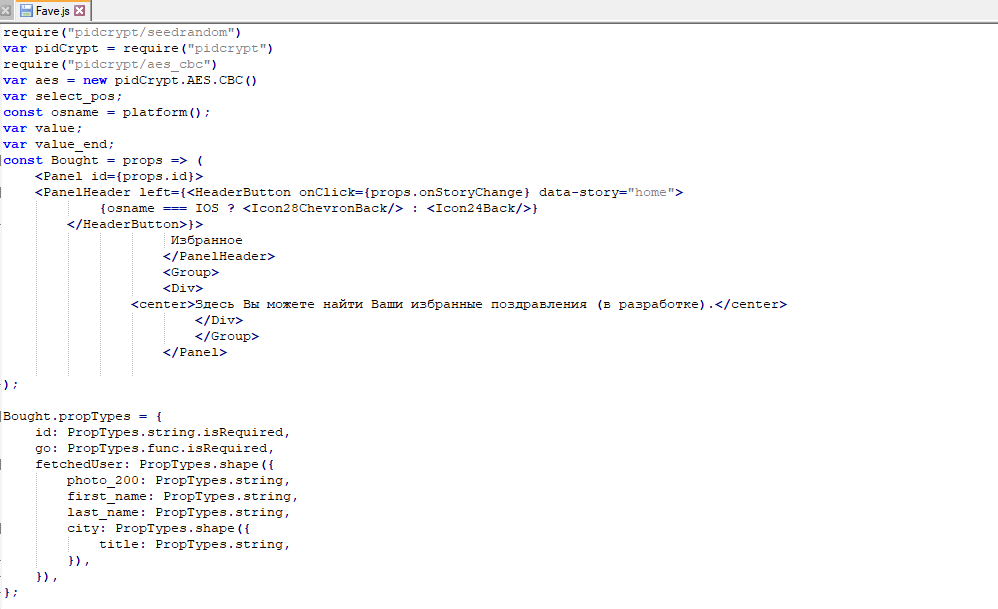 Fave.js
require("pidcrypt/seedrandom")
var pidCrypt = require("pidcrypt")
require("pidcrypt/aes_cbc")
var aes = new pidCrypt.AES.CBC()
var select_pos;
const osname = platform();
var value;
var value_end;
const Bought = props => (
<Panel id={props.id}>
<PanelHeader left={<HeaderButton onClick={props.onStoryChange} data-story="home">
{osname === IOS ? <Icon28ChevronBack/> : <Icon24Back/>}
</HeaderButton>}>
Избранное
</PanelHeader>
<Group>
<Div>
<center>Здесь Вы можете найти Ваши избранные поздравления (в разработке).</center>
</Div>
</Group>
</Panel>
);
Bought.propTypes = {
id: PropTypes.string.isRequired,
go: PropTypes.func.isRequired,
fetchedUser: PropTypes.shape({
photo_200: PropTypes.string,
first_name: PropTypes.string,
last_name: PropTypes.string,
city: PropTypes.shape({
title: PropTypes.string,
}),
}),
};